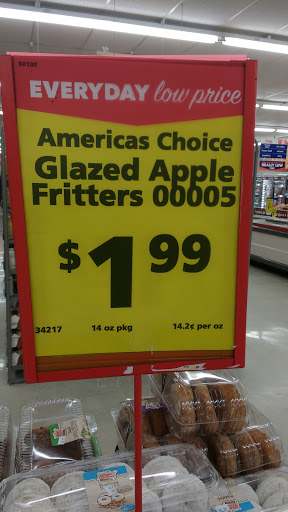 98100
EVERYDAY low price
Americas Choice
Glazed Apple
Fritters 00005
$1 99
34217 14 oz pkg 14.2¢ per oz